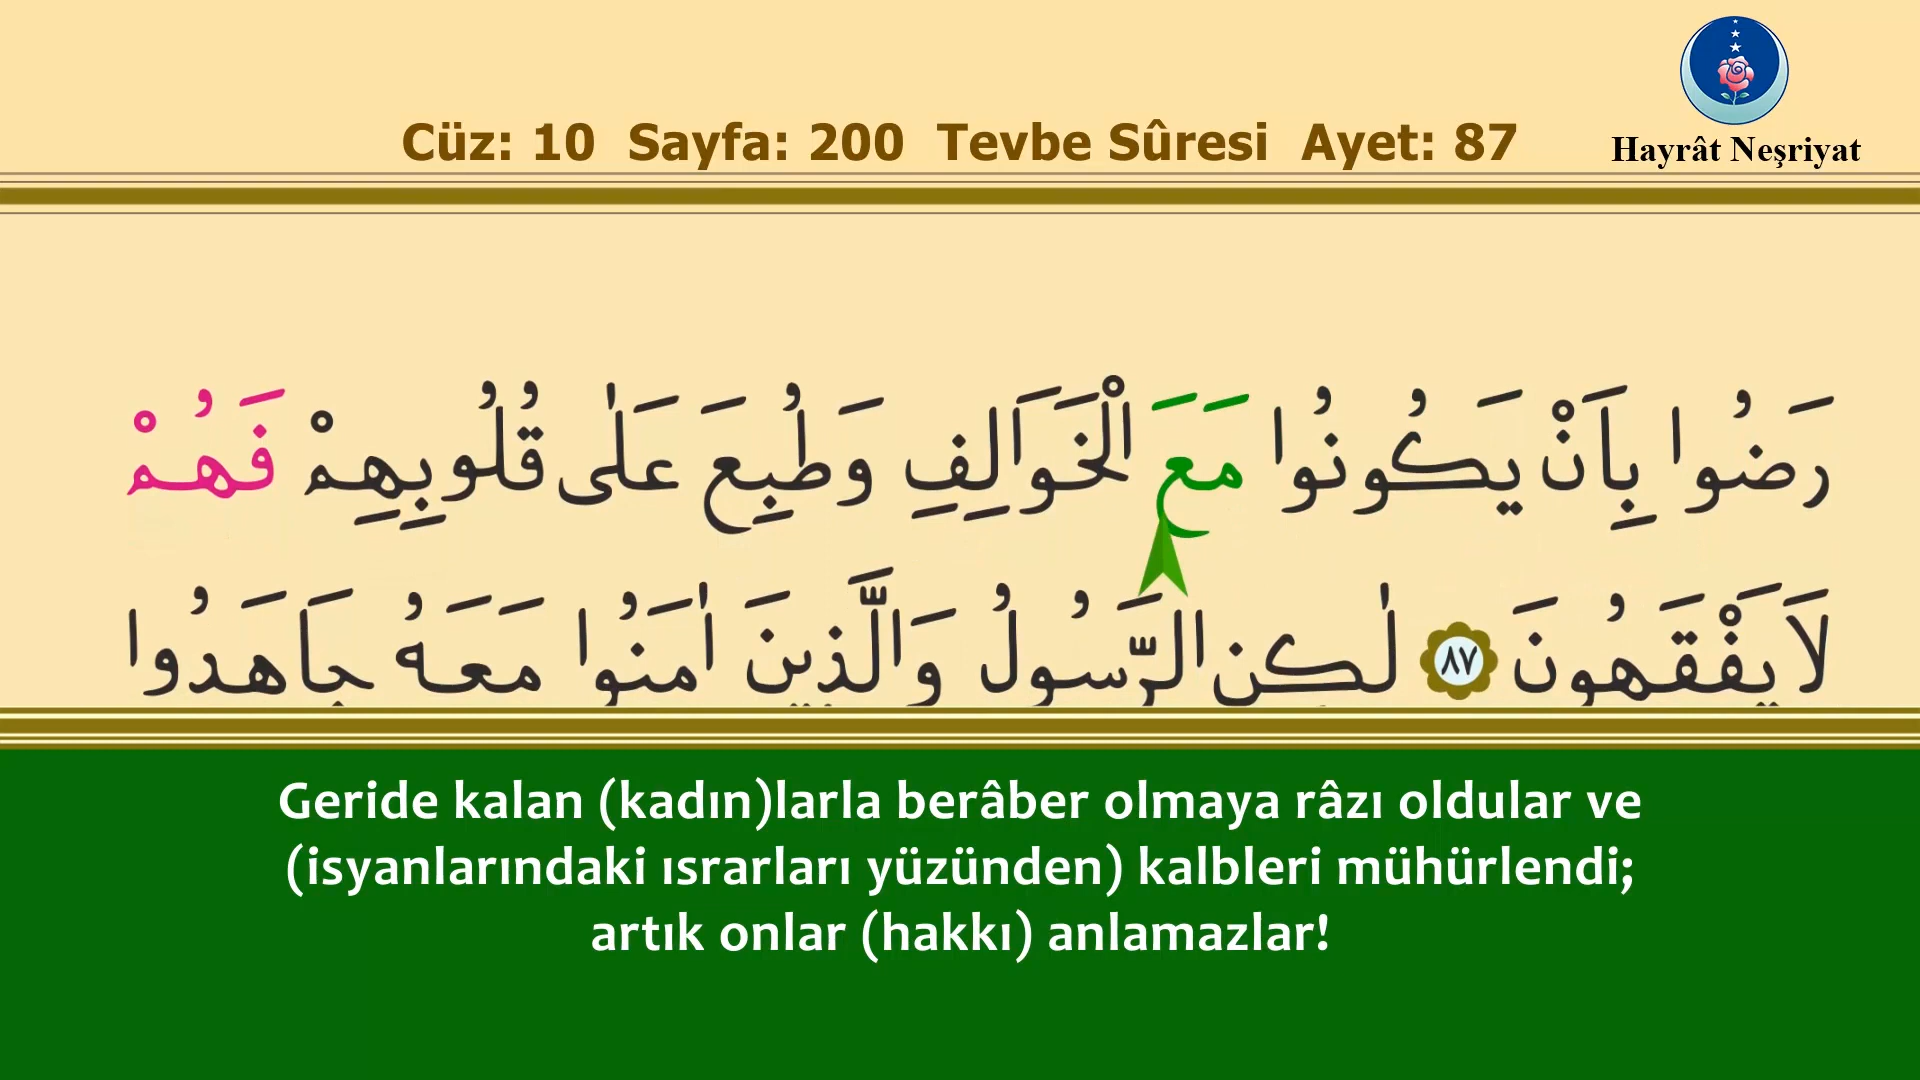 Cüz: 10 Sayfa: 200 Tevbe Sûresi Ayet: 87
Hayrât Neşriyat
رَضُوا بِاَنْ يَكُونُوا مَعَ الْخَوَالِفِ وَطُبِعَ عَلٰى قُلُوبِهِمْ فَهُمْ
لَا يَفْقَهُونَ ٨٧ لٰكِنِ الرَّسُولُ وَالَّذِينَ اٰمَنُوا مَعَهُ جَاهَدُوا
Geride kalan (kadın)larla berâber olmaya râzı oldular ve
(isyanlarındaki ısrarları yüzünden) kalbleri mühürlendi;
artık onlar (hakkı) anlamazlar!